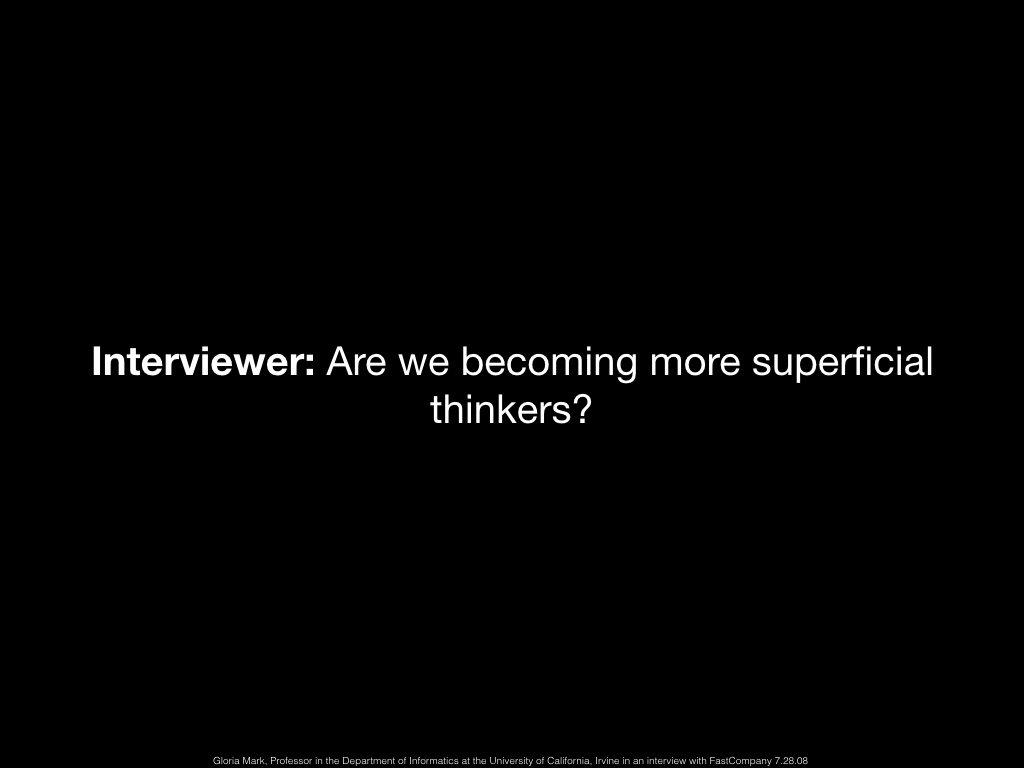 Interviewer: Are we becoming more superficial
thinkers?
Gloria Mark, Professor in the Department of Informatics at the University of California, Irvine in an interview with FastCompany 7.28.08